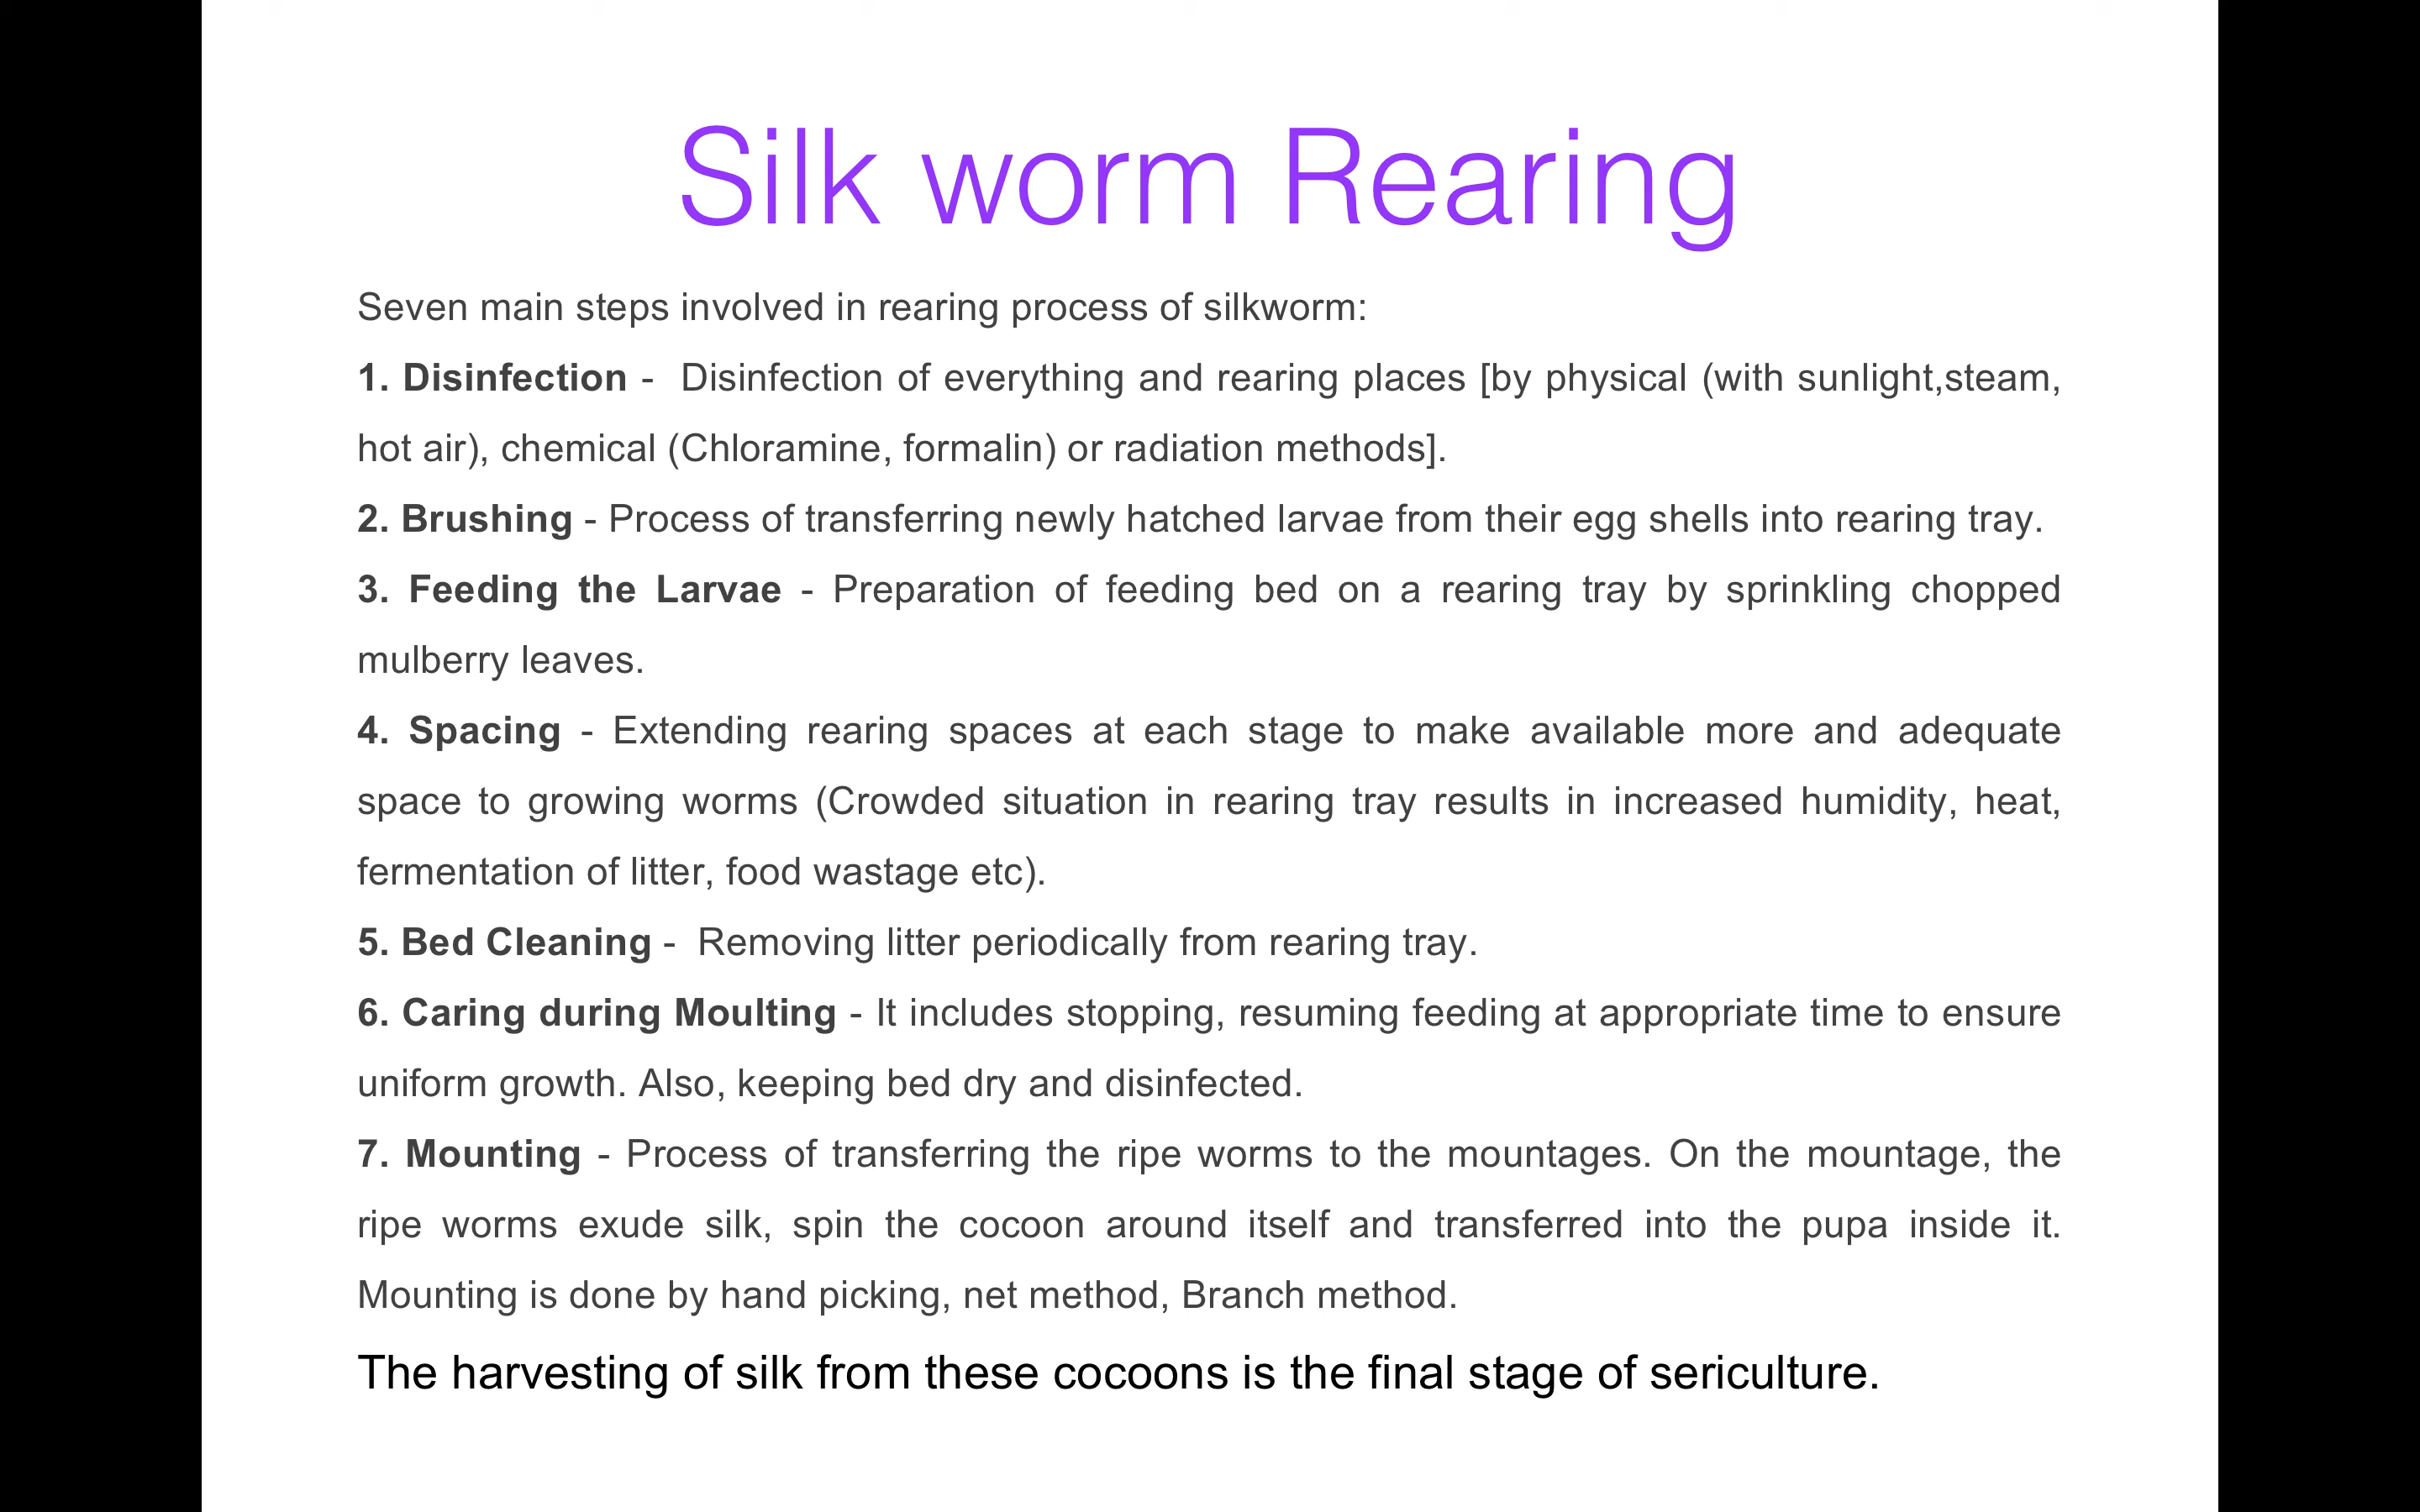 Silk worm Rearing
Seven main steps involved in rearing process of silkworm:
1. Disinfection - Disinfection of everything and rearing places [by physical (with sunlight,steam,
hot air), chemical (Chloramine, formalin) or radiation methods].
2. Brushing - Process of transferring newly hatched larvae from their egg shells into rearing tray.
3. Feeding the Larvae - Preparation of feeding bed on a rearing tray by sprinkling chopped
mulberry leaves.
4. Spacing - Extending rearing spaces at each stage to make available more and adequate
space to growing worms (Crowded situation in rearing tray results in increased humidity, heat,
fermentation of litter, food wastage etc).
5. Bed Cleaning - Removing litter periodically from rearing tray.
6. Caring during Moulting - It includes stopping, resuming feeding at appropriate time to ensure
uniform growth. Also, keeping bed dry and disinfected.
7. Mounting - Process of transferring the ripe worms to the mountages. On the mountage, the
ripe worms exude silk, spin the cocoon around itself and transferred into the pupa inside it.
Mounting is done by hand picking, net method, Branch method.
The harvesting of silk from these cocoons is the final stage of sericulture.